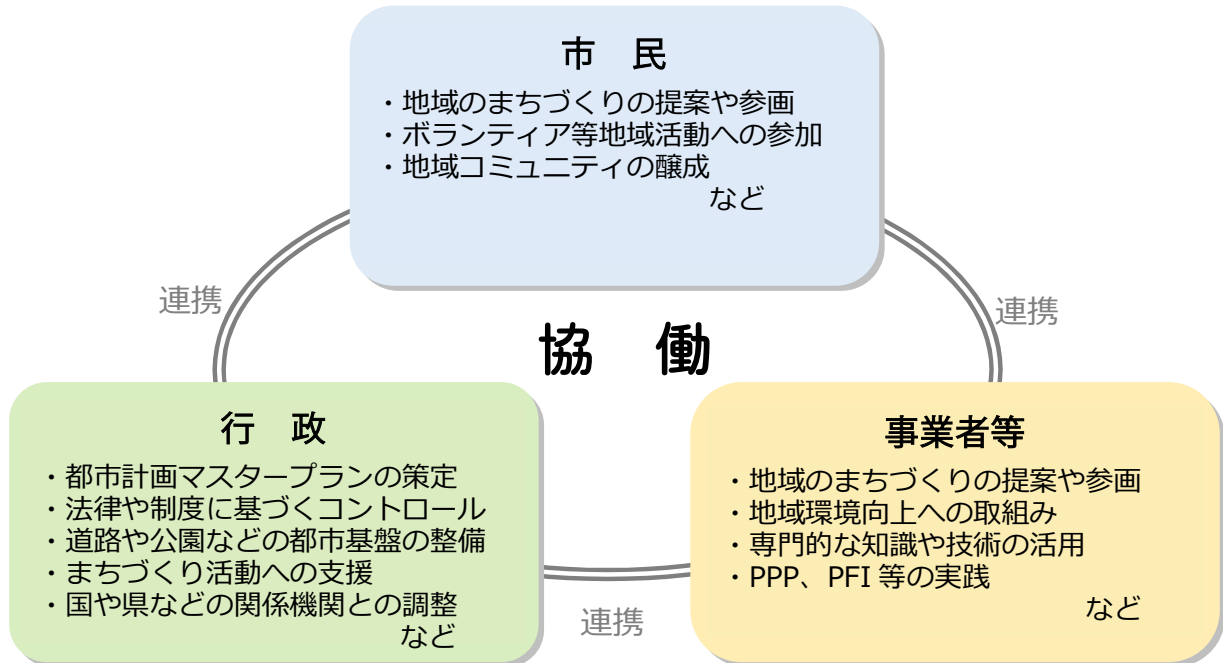 市　民
・地域のまちづくりの提案や参画
・ボランティア等地域活動への参加
・地域コミュニティの醸成
など
連携
連携
協　働
行　政
・都市計画マスタープランの策定
・法律や制度に基づくコントロール
・道路や公園などの都市基盤の整備
・まちづくり活動への支援
・国や県などの関係機関との調整
など
事業者等
・地域のまちづくりの提案や参画
・地域環境向上への取組み
・専門的な知識や技術の活用
・PPP、PFI 等の実践
など
連携